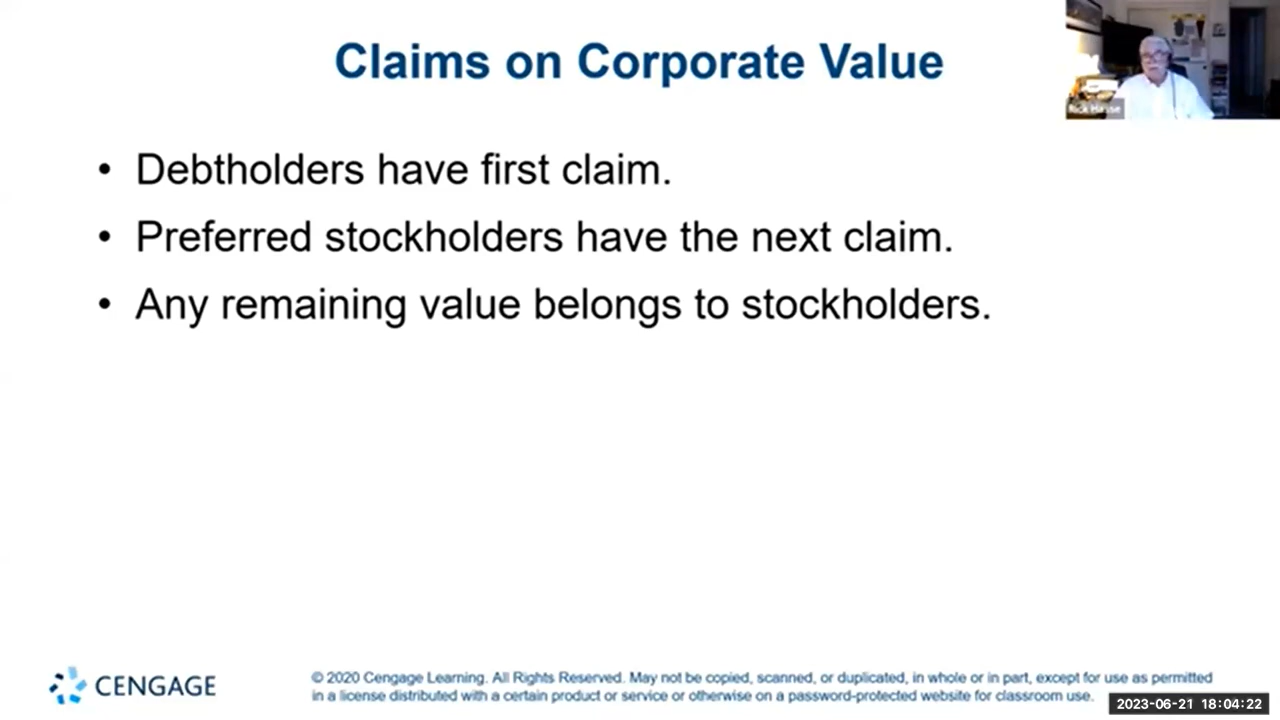 Claims on Corporate Value
Rick Hasse
• Debtholders have first claim.
• Preferred stockholders have the next claim.
• Any remaining value belongs to stockholders.
CENGAGE
© 2020 Cengage Learning. All Rights Reserved. May not be copied, scanned, or duplicated, in whole or in part, except for use as permitted
in a license distributed with a certain product or service or otherwise on a password-protected website for classroom use.
2023-06-21 18:04:22